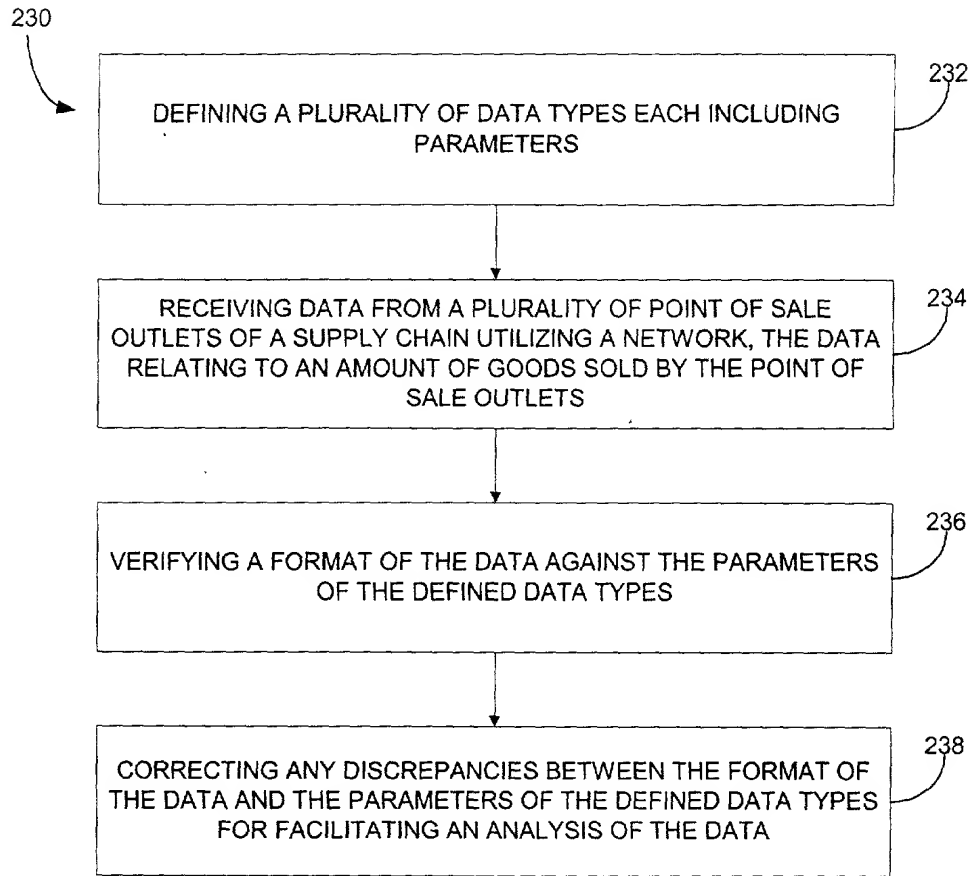 230
232
DEFINING A PLURALITY OF DATA TYPES EACH INCLUDING
PARAMETERS
234
RECEIVING DATA FROM A PLURALITY OF POINT OF SALE
OUTLETS OF A SUPPLY CHAIN UTILIZING A NETWORK, THE DATA
RELATING TO AN AMOUNT OF GOODS SOLD BY THE POINT OF
SALE OUTLETS
236
VERIFYING A FORMAT OF THE DATA AGAINST THE PARAMETERS
OF THE DEFINED DATA TYPES
238
CORRECTING ANY DISCREPANCIES BETWEEN THE FORMAT OF
THE DATA AND THE PARAMETERS OF THE DEFINED DATA TYPES
FOR FACILITATING AN ANALYSIS OF THE DATA